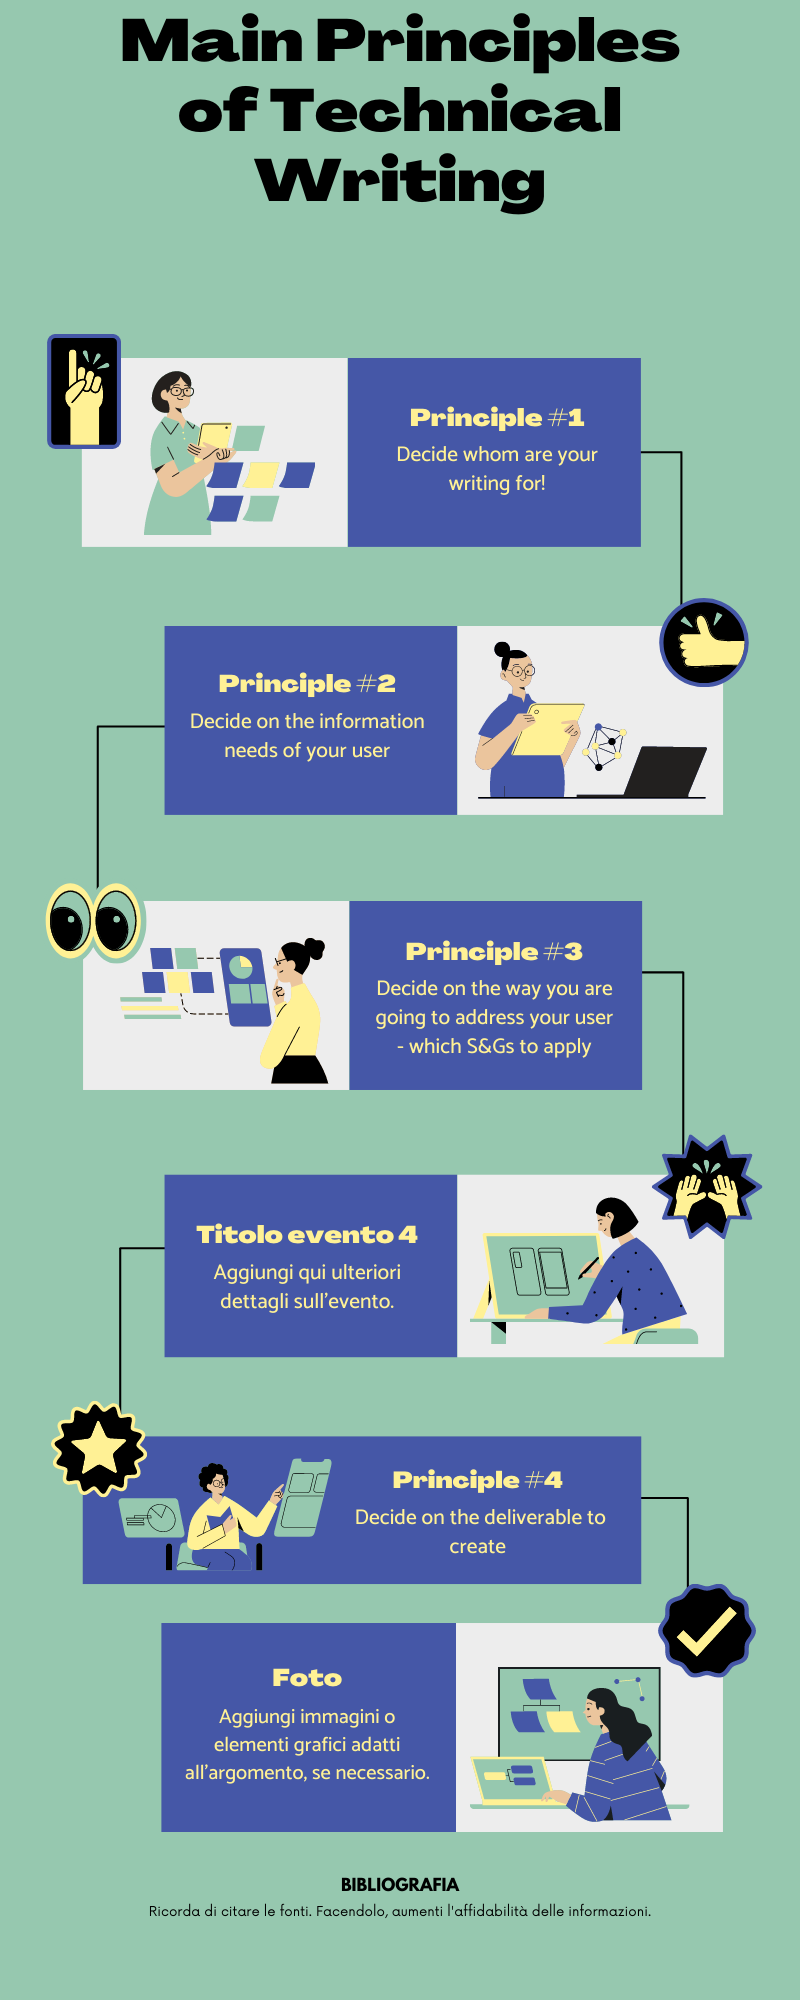 Main Principles
of Technical
Writing
Principle #1
Decide whom are your
writing for!
Principle #2
Decide on the information
needs of your user
Principle #3
Decide on the way you are
going to address your user
- which S&Gs to apply
Titolo evento 4
Aggiungi qui ulteriori
dettagli sull'evento.
Principle #4
Decide on the deliverable to
create
Foto
Aggiungi immagini o
elementi grafici adatti
all'argomento, se necessario.
BIBLIOGRAFIA
Ricorda di citare le fonti. Facendolo, aumenti l'affidabilità delle informazioni.